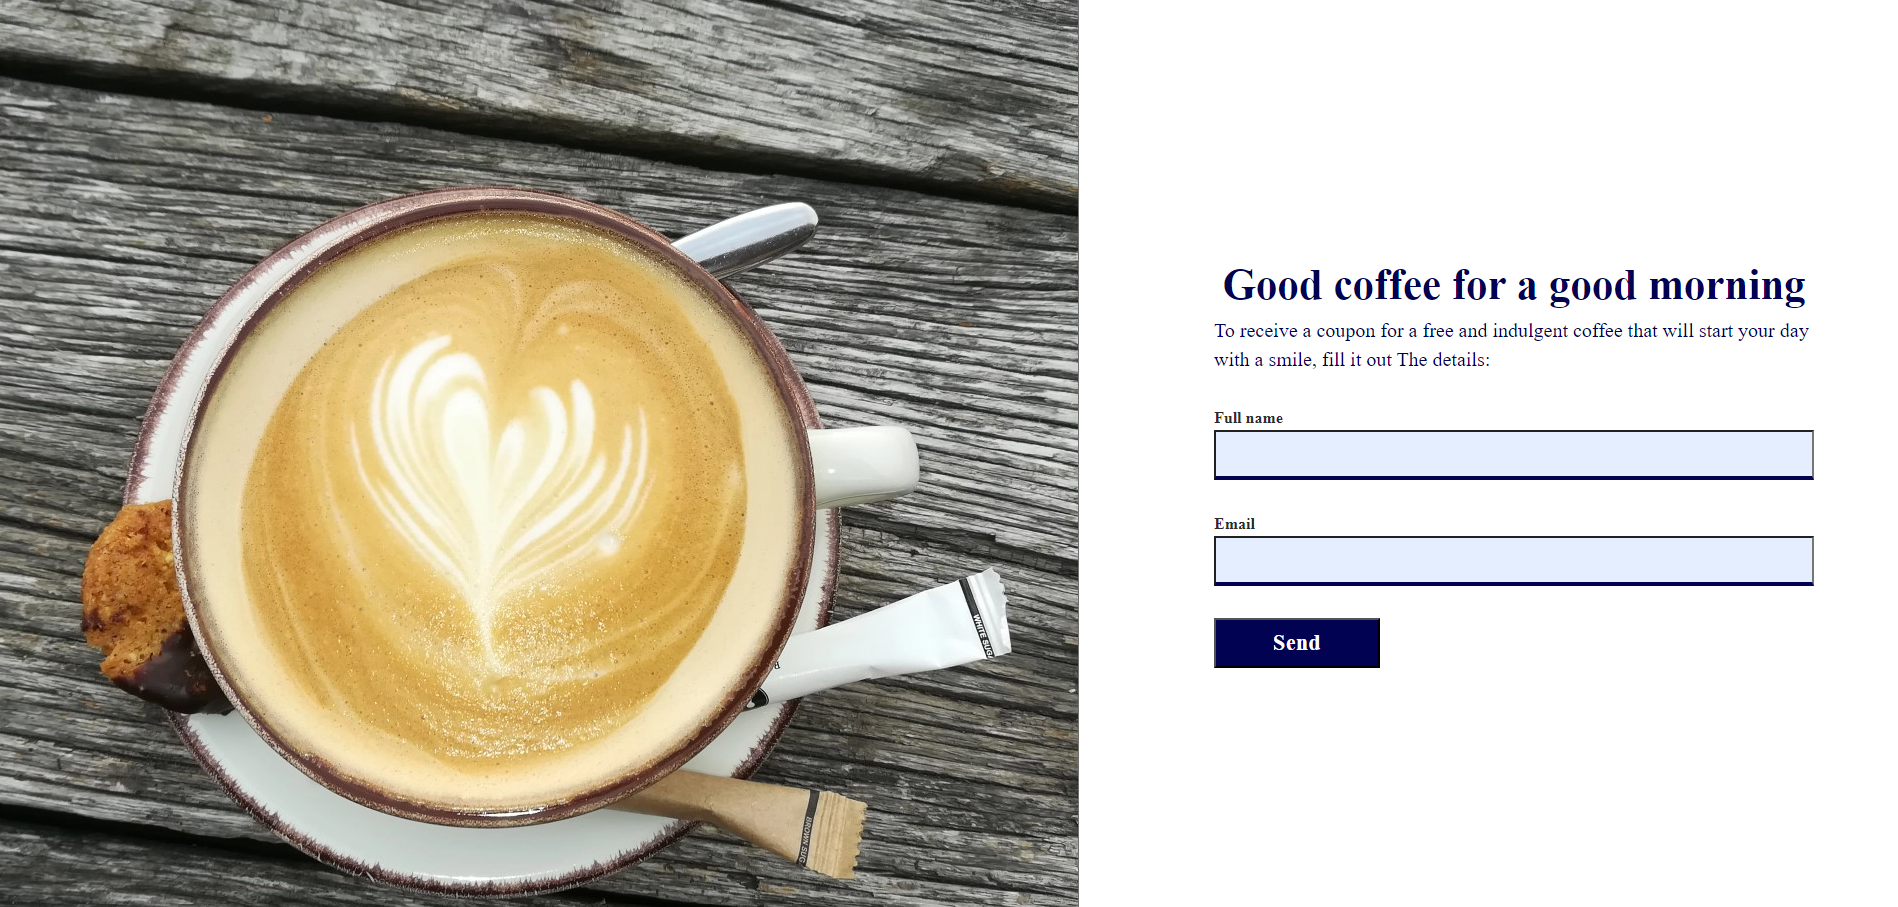 Good coffee for a good morning
To receive a coupon for a free and indulgent coffee that will start your day
with a smile, fill it out The details:
Full name
Email
Send
WHITE SUG
BROWN SUG